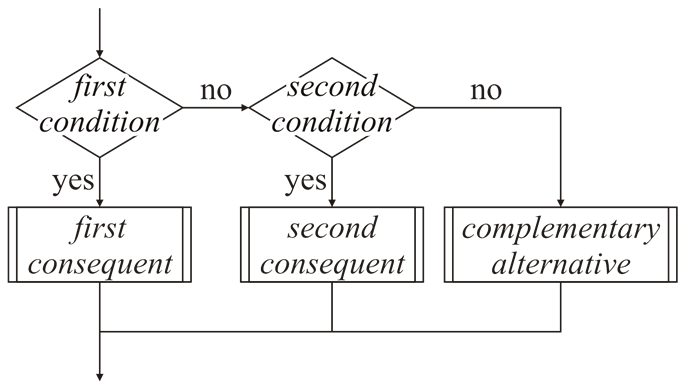 first
condition
no
second
condition
no
yes
yes
first
consequent
second
consequent
complementary
alternative